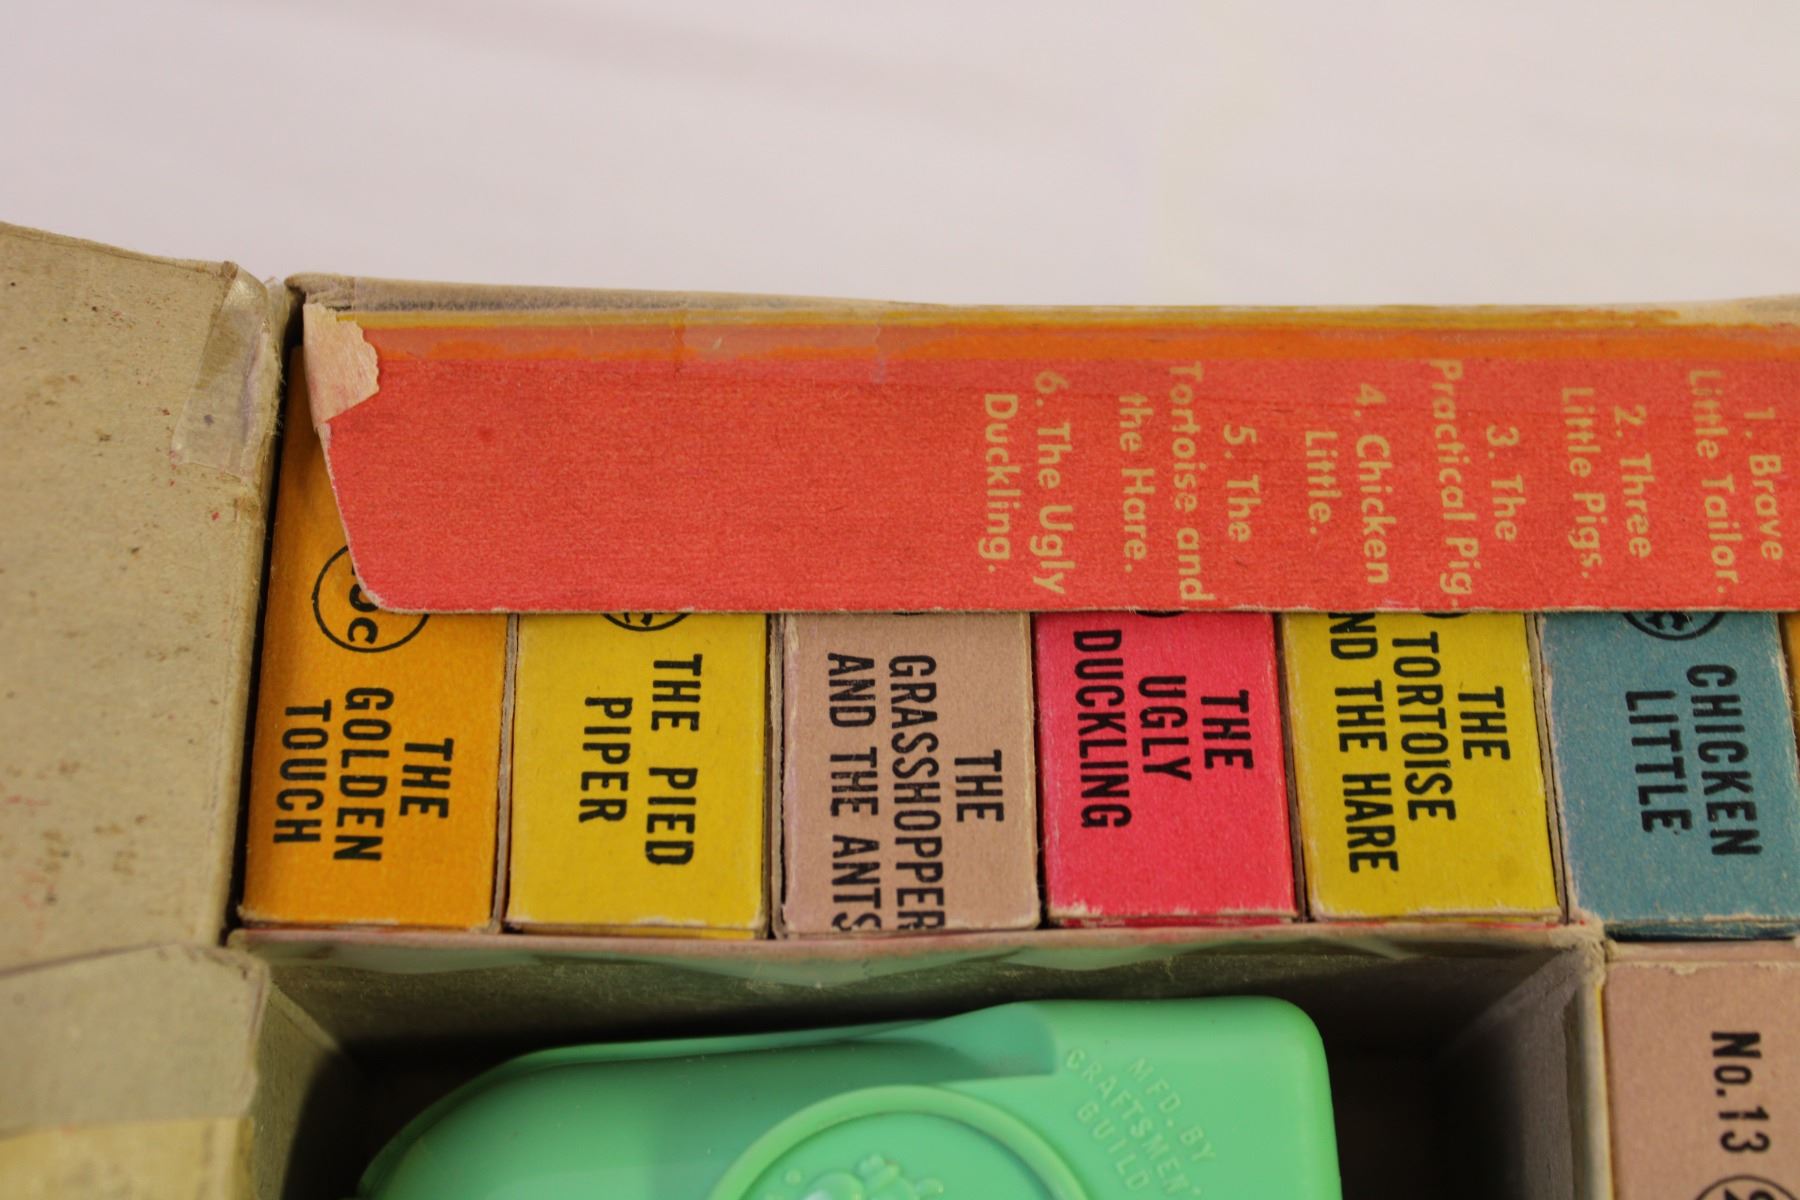 1. Brave
Little Tailor.
2. Three
Little Pigs.
3. The
Practical Pig.
4. Chicken
Little.
5. The
Tortoise and
the Hare.
6. The Ugly
Duckling.
THE
GOLDEN
TOUCH
THE PIED
PIPER
THE
GRASSHOPPER
AND THE ANTS
THE
UGLY
DUCKLING
THE
TORTOISE
ND THE HARE
CHICKEN
LITTLE
No. 13
MFD. BY
CRAFTSMEN'
GUILD